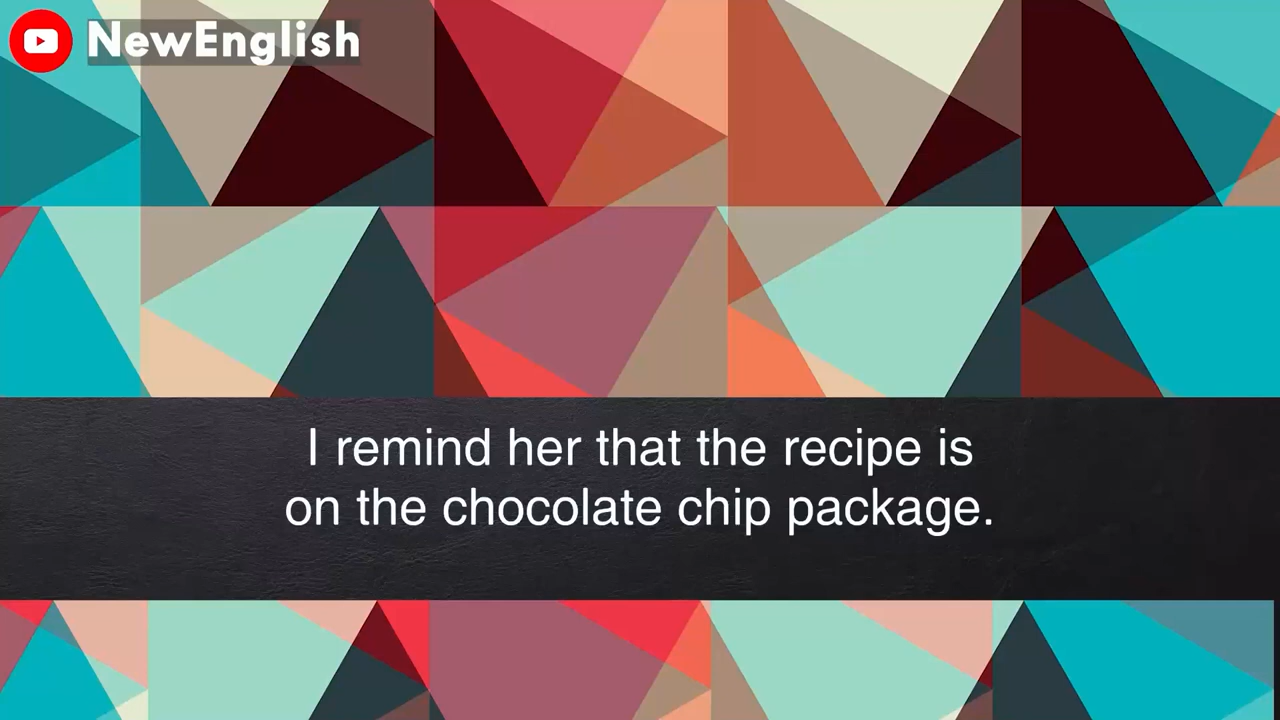 NewEnglish
I remind her that the recipe is
on the chocolate chip package.